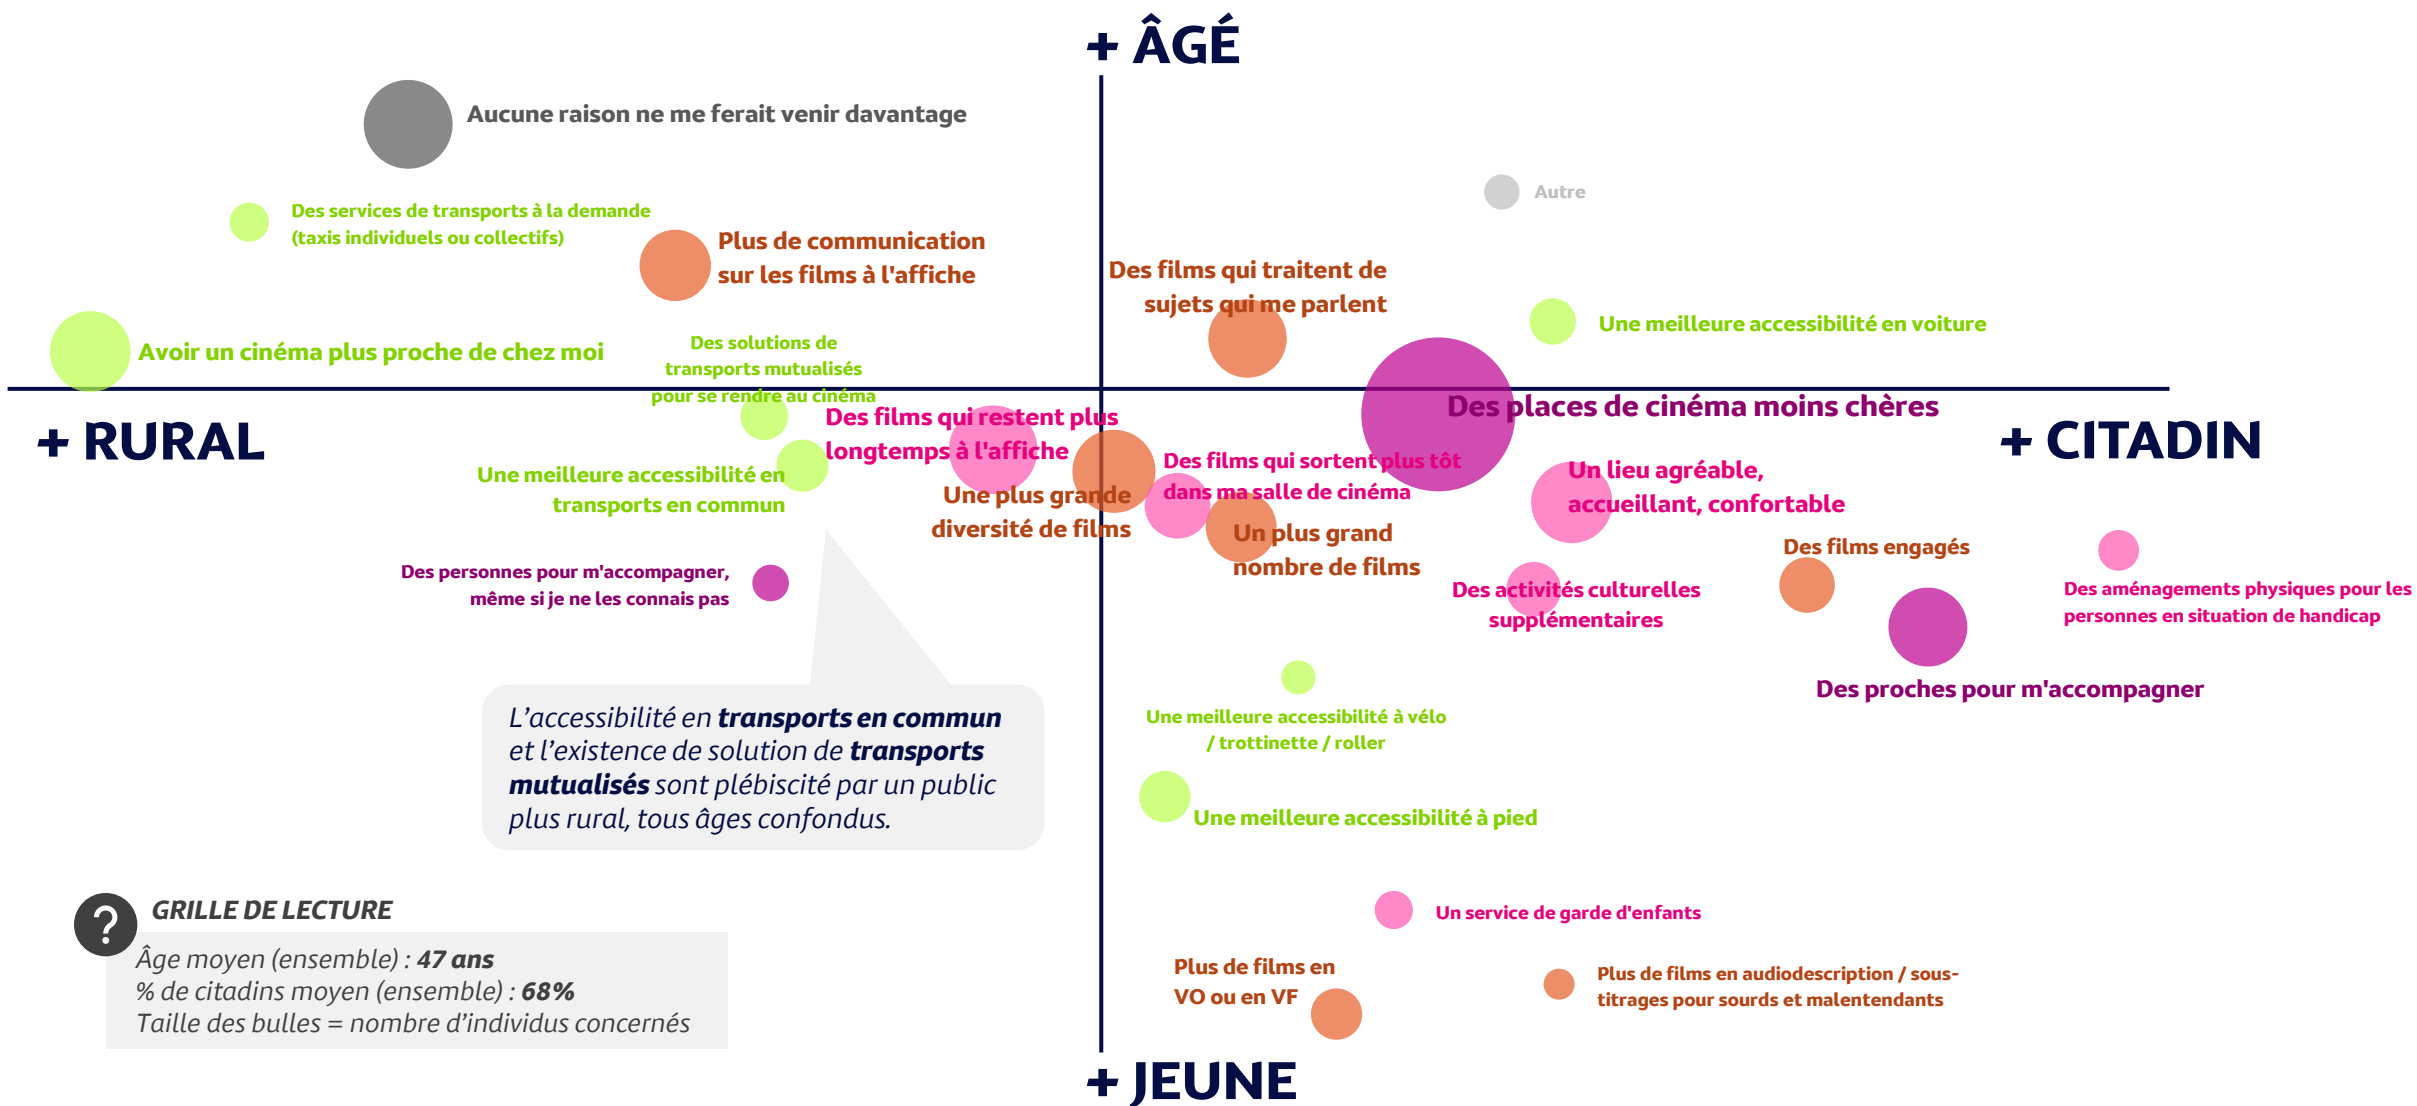 + ÂGÉ
Aucune raison ne me ferait venir davantage
Autre
Des services de transports à la demande
(taxis individuels ou collectifs)
Plus de communication
sur les films à l'affiche
Des films qui traitent de
sujets qui me parlent
Une meilleure accessibilité en voiture
Avoir un cinéma plus proche de chez moi
Des solutions de
transports mutualisés
pour se rendre au cinéma
+ RURAL
Des films qui restent plus
longtemps à l'affiche
Des places de cinéma moins chères
+ CITADIN
Une meilleure accessibilité en
transports en commun
Une plus grande
diversité de films
Des films qui sortent plus tôt
dans ma salle de cinéma
Un plus grand
nombre de films
Un lieu agréable,
accueillant, confortable
Des films engagés
Des personnes pour m'accompagner,
même si je ne les connais pas
Des activités culturelles
supplémentaires
Des aménagements physiques pour les
personnes en situation de handicap
Des proches pour m'accompagner
Une meilleure accessibilité à vélo
/ trottinette / roller
L’accessibilité en transports en commun
et l’existence de solution de transports
mutualisés sont plébiscité par un public
plus rural, tous âges confondus.
Une meilleure accessibilité à pied
Un service de garde d'enfants
Plus de films en
VO ou en VF
Plus de films en audiodescription / sous-
titrages pour sourds et malentendants
?
GRILLE DE LECTURE
Âge moyen (ensemble) : 47 ans
% de citadins moyen (ensemble) : 68%
Taille des bulles = nombre d’individus concernés
+ JEUNE